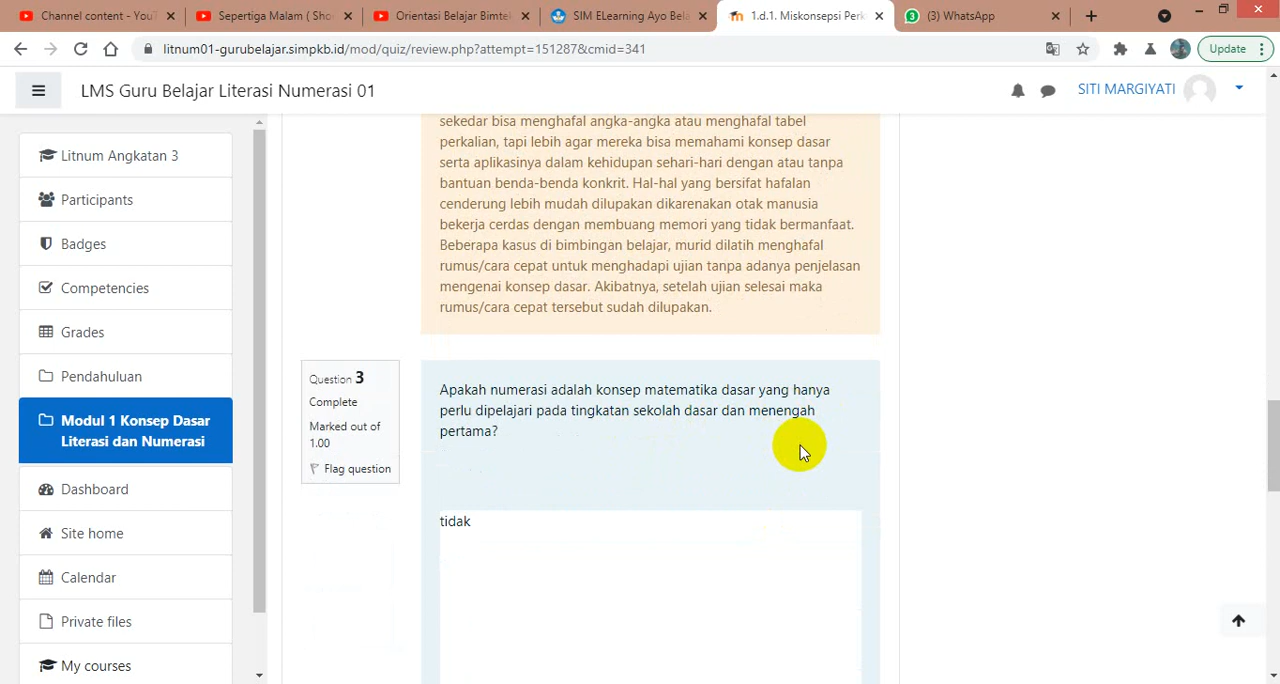 Channel content - YouT
Sepertiga Malam ( Sho
Orientasi Belajar Bimte
SIM ELearning Ayo Bela
1.d.1. Miskonsepsi Perk
(3) WhatsApp
litnum01-gurubelajar.simpkb.id/mod/quiz/review.php?attempt=151287&cmid=341
Update
LMS Guru Belajar Literasi Numerasi 01
SITI MARGIYATI
Litnum Angkatan 3
Participants
Badges
Competencies
Grades
Pendahuluan
Modul 1 Konsep Dasar
Literasi dan Numerasi
Dashboard
Site home
Calendar
Private files
My courses
sekedar bisa menghafal angka-angka atau menghafal tabel
perkalian, tapi lebih agar mereka bisa memahami konsep dasar
serta aplikasinya dalam kehidupan sehari-hari dengan atau tanpa
bantuan benda-benda konkrit. Hal-hal yang bersifat hafalan
cenderung lebih mudah dilupakan dikarenakan otak manusia
bekerja cerdas dengan membuang memori yang tidak bermanfaat.
Beberapa kasus di bimbingan belajar, murid dilatih menghafal
rumus/cara cepat untuk menghadapi ujian tanpa adanya penjelasan
mengenai konsep dasar. Akibatnya, setelah ujian selesai maka
rumus/cara cepat tersebut sudah dilupakan.
Question 3
Complete
Marked out of
1.00
Flag question
Apakah numerasi adalah konsep matematika dasar yang hanya
perlu dipelajari pada tingkatan sekolah dasar dan menengah
pertama?
tidak